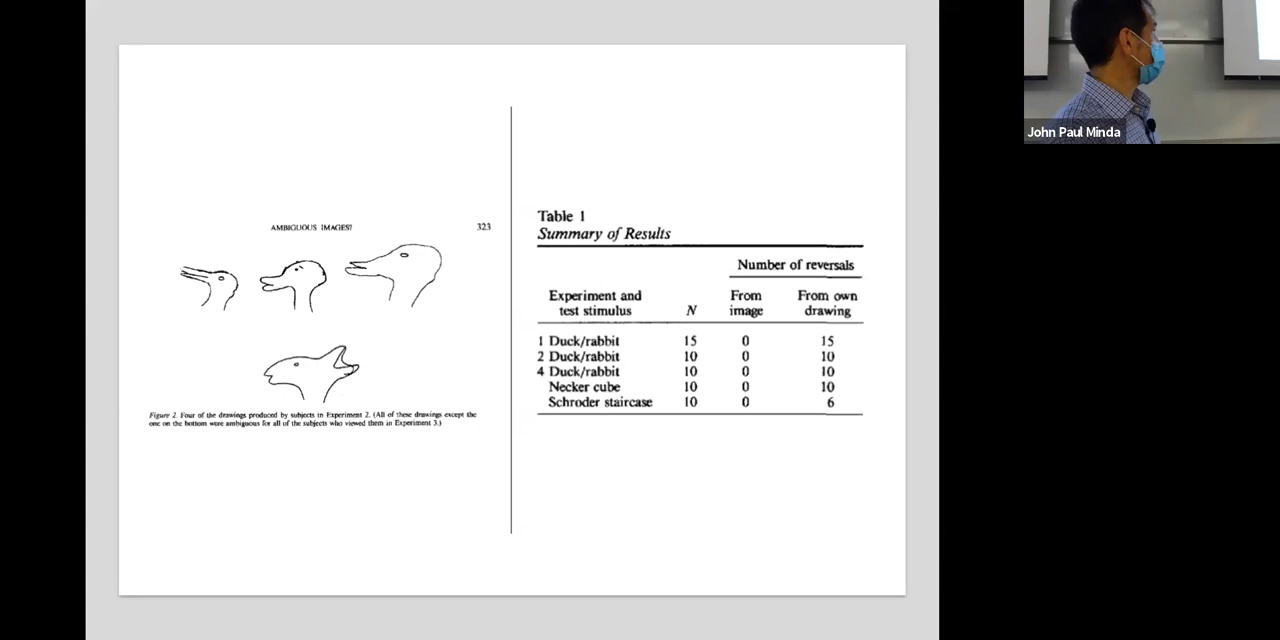 AMBIGUOUS IMAGES?
323
Figure 2. Four of the drawings produced by subjects in Experiment 2. (All of these drawings except the
one on the bottom were ambiguous for all of the subjects who viewed them in Experiment 3.)
Table 1
Summary of Results
Number of reversals
Experiment and test stimulus
N
From image
From own drawing
1 Duck/rabbit 15 0 15
2 Duck/rabbit 10 0 10
4 Duck/rabbit 10 0 10
Necker cube 10 0 10
Schroder staircase 10 0 6
John Paul Minda